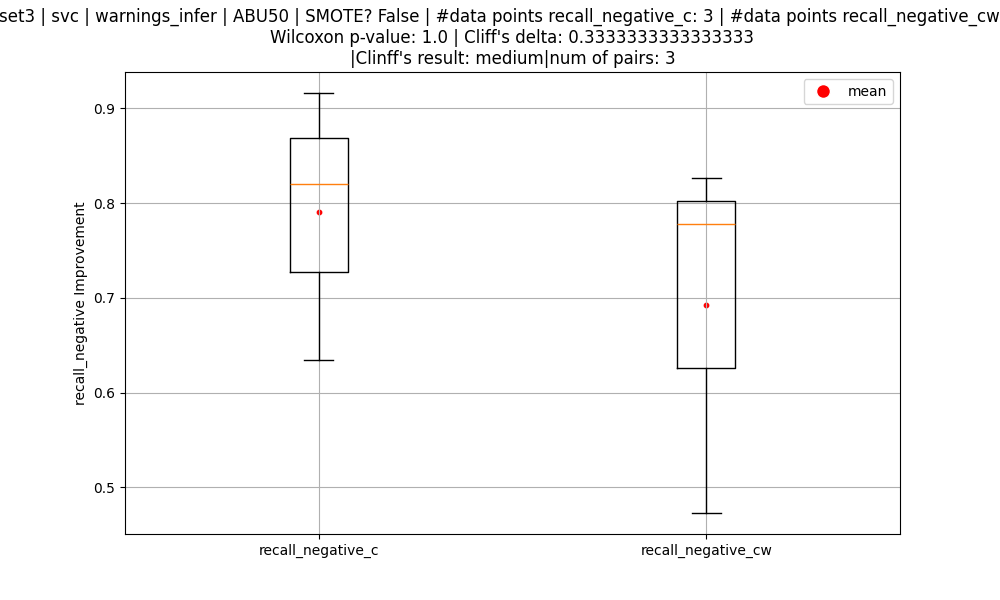 set3 | svc | warnings_infer | ABU50 | SMOTE? False | #data points recall_negative_c: 3 | #data points recall_negative_cw
Wilcoxon p-value: 1.0 | Cliff's delta: 0.3333333333333333
|Clinff's result: medium|num of pairs: 3
mean
0.9
0.8
0.7
0.6
0.5
recall_negative Improvement
recall_negative_c
recall_negative_cw